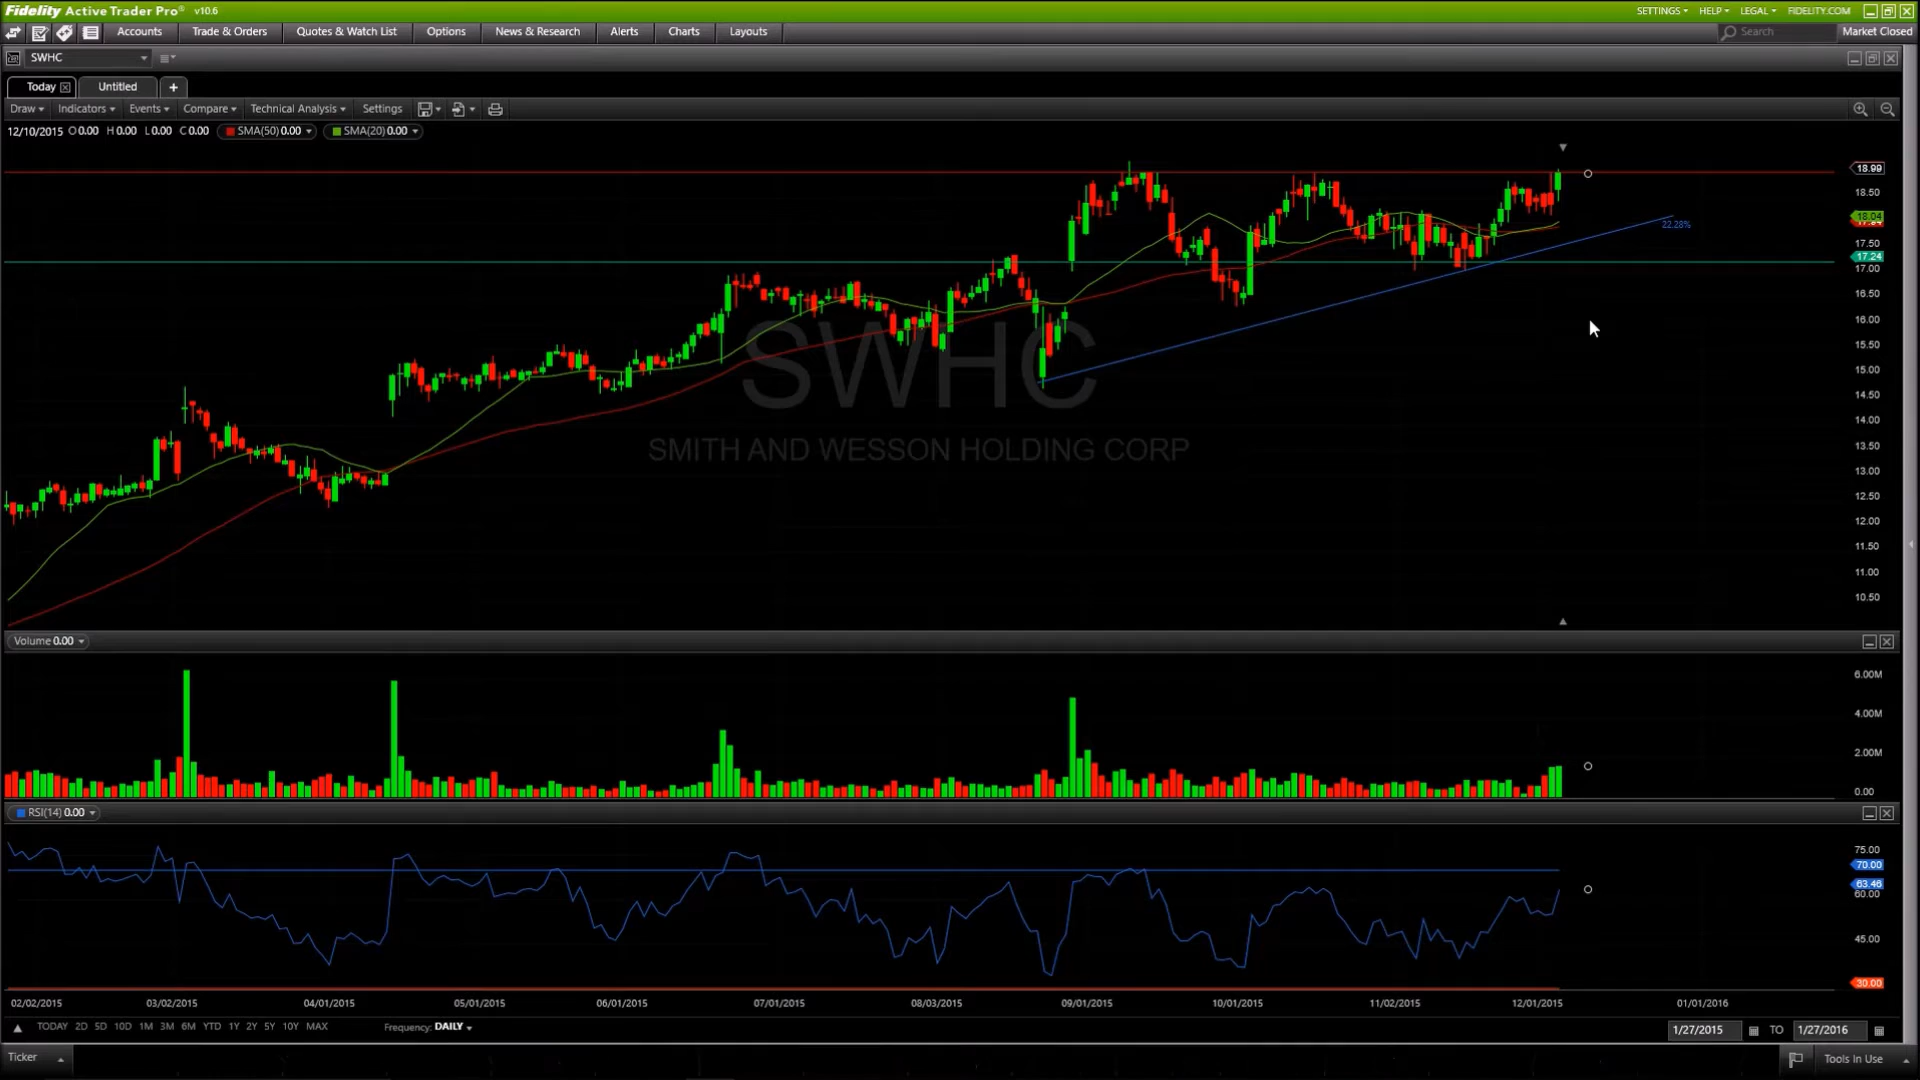 Fidelity Active Trader Pro® v10.6 SETTINGS HELP LEGAL FIDELITY.COM
Accounts Trade & Orders Quotes & Watch List Options News & Research Alerts Charts Layouts Search Market Closed
SWHC
Today Untitled +
Draw Indicators Events Compare Technical Analysis Settings
12/10/2015 O 0.00 H 0.00 L 0.00 C 0.00 SMA(50) 0.00 SMA(20) 0.00
18.99
18.50
18.04
22.28%
17.50
17.24
17.00
16.50
16.00
15.50
15.00
14.50
14.00
13.50
13.00
12.50
12.00
11.50
11.00
10.50
SWHC
SMITH AND WESSON HOLDING CORP
Volume 0.00
6.00M
4.00M
2.00M
0.00
RSI(14) 0.00
75.00
70.00
63.46
60.00
45.00
30.00
02/02/2015 03/02/2015 04/01/2015 05/01/2015 06/01/2015 07/01/2015 08/03/2015 09/01/2015 10/01/2015 11/02/2015 12/01/2015 01/01/2016
TODAY 2D 5D 10D 1M 3M 6M YTD 1Y 2Y 5Y 10Y MAX Frequency: DAILY 1/27/2015 TO 1/27/2016
Ticker Tools In Use